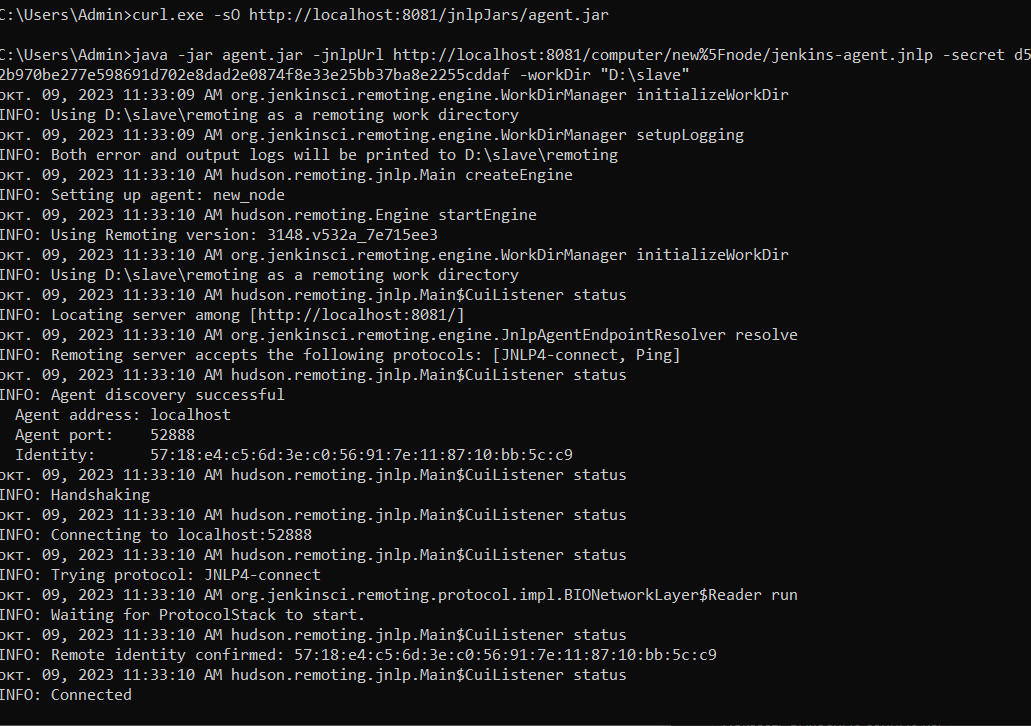 C:\Users\Admin>curl.exe -sO http://localhost:8081/jnlpJars/agent.jar
C:\Users\Admin>java -jar agent.jar -jnlpUrl http://localhost:8081/computer/new%5Fnode/jenkins-agent.jnlp -secret d5
2b970be277e598691d702e8dad2e0874f8e33e25bb37ba8e2255cddaf -workDir "D:\slave"
окт. 09, 2023 11:33:09 AM org.jenkinsci.remoting.engine.WorkDirManager initializeWorkDir
INFO: Using D:\slave\remoting as a remoting work directory
окт. 09, 2023 11:33:09 AM org.jenkinsci.remoting.engine.WorkDirManager setupLogging
INFO: Both error and output logs will be printed to D:\slave\remoting
окт. 09, 2023 11:33:10 AM hudson.remoting.jnlp.Main createEngine
INFO: Setting up agent: new_node
окт. 09, 2023 11:33:10 AM hudson.remoting.Engine startEngine
INFO: Using Remoting version: 3148.v532a_7e715ee3
окт. 09, 2023 11:33:10 AM org.jenkinsci.remoting.engine.WorkDirManager initializeWorkDir
INFO: Using D:\slave\remoting as a remoting work directory
окт. 09, 2023 11:33:10 AM hudson.remoting.jnlp.Main$CuiListener status
INFO: Locating server among [http://localhost:8081/]
окт. 09, 2023 11:33:10 AM org.jenkinsci.remoting.engine.JnlpAgentEndpointResolver resolve
INFO: Remoting server accepts the following protocols: [JNLP4-connect, Ping]
окт. 09, 2023 11:33:10 AM hudson.remoting.jnlp.Main$CuiListener status
INFO: Agent discovery successful
Agent address: localhost
Agent port: 52888
Identity: 57:18:e4:c5:6d:3e:c0:56:91:7e:11:87:10:bb:5c:c9
окт. 09, 2023 11:33:10 AM hudson.remoting.jnlp.Main$CuiListener status
INFO: Handshaking
окт. 09, 2023 11:33:10 AM hudson.remoting.jnlp.Main$CuiListener status
INFO: Connecting to localhost:52888
окт. 09, 2023 11:33:10 AM hudson.remoting.jnlp.Main$CuiListener status
INFO: Trying protocol: JNLP4-connect
окт. 09, 2023 11:33:10 AM org.jenkinsci.remoting.protocol.impl.BIONetworkLayer$Reader run
INFO: Waiting for ProtocolStack to start.
окт. 09, 2023 11:33:10 AM hudson.remoting.jnlp.Main$CuiListener status
INFO: Remote identity confirmed: 57:18:e4:c5:6d:3e:c0:56:91:7e:11:87:10:bb:5c:c9
окт. 09, 2023 11:33:10 AM hudson.remoting.jnlp.Main$CuiListener status
INFO: Connected